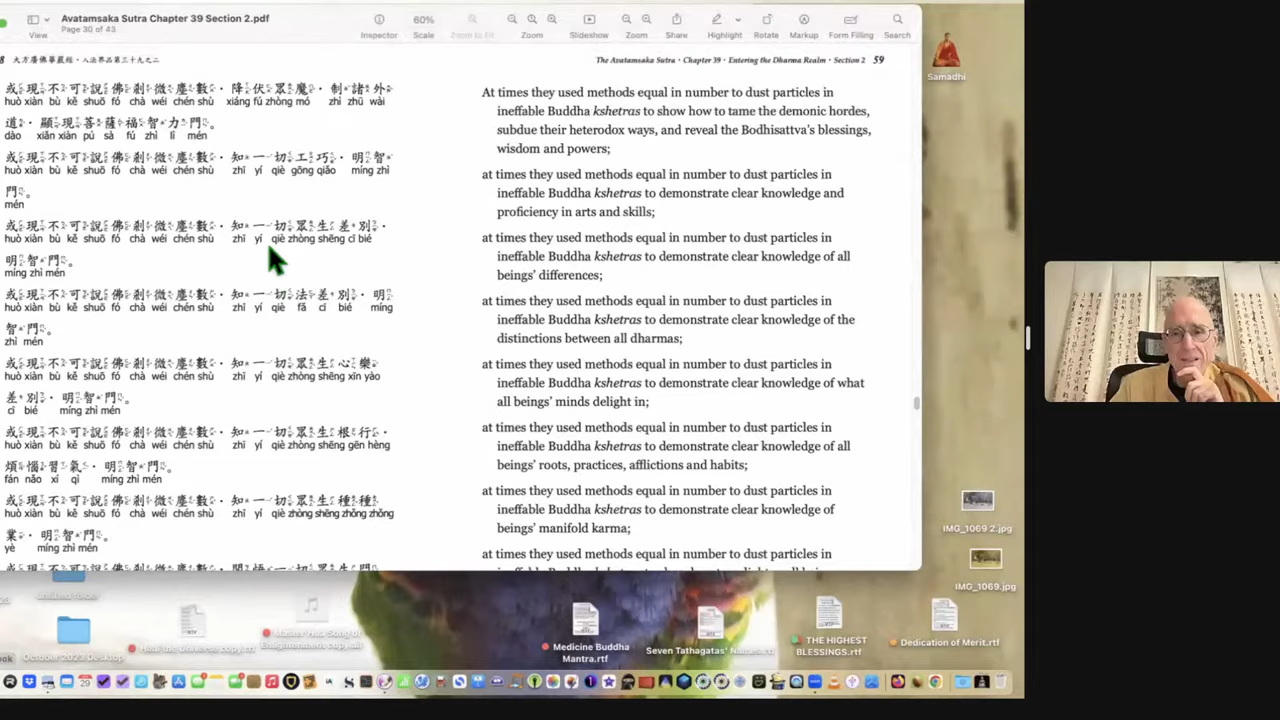 Avatamsaka Sutra Chapter 39 Section 2.pdf
Page 30 of 43
60%
View
Inspector
Scale
Zoom to Fit
Zoom
Slideshow
Zoom
Share
Highlight
Rotate
Markup
Form Filling
Search
大方廣佛華嚴經・入法界品第三十九之二
或現不可說佛剎微塵數・降伏眾魔・制諸外
huò xiàn bù kě shuō fó chà wéi chén shù xiáng fú zhòng mó zhì zhū wài
道・顯現菩薩福智力門。
dào xiǎn xiàn pú sà fú zhì lì mén
或現不可說佛剎微塵數・知一切工巧・明智
huò xiàn bù kě shuō fó chà wéi chén shù zhī yí qiè gōng qiǎo míng zhì
門。
mén
或現不可說佛剎微塵數・知一切眾生差別・
huò xiàn bù kě shuō fó chà wéi chén shù zhī yí qiè zhòng shēng cī bié
明智門。
míng zhì mén
或現不可說佛剎微塵數・知一切法差別・明
huò xiàn bù kě shuō fó chà wéi chén shù zhī yí qiè fǎ cī bié míng
智門。
zhì mén
或現不可說佛剎微塵數・知一切眾生心樂
huò xiàn bù kě shuō fó chà wéi chén shù zhī yí qiè zhòng shēng xīn yào
差別・明智門。
cī bié míng zhì mén
或現不可說佛剎微塵數・知一切眾生根行・
huò xiàn bù kě shuō fó chà wéi chén shù zhī yí qiè zhòng shēng gēn hèng
煩惱習氣・明智門。
fán nǎo xí qì míng zhì mén
或現不可說佛剎微塵數・知一切眾生種種
huò xiàn bù kě shuō fó chà wéi chén shù zhī yí qiè zhòng shēng zhǒng zhǒng
業・明智門。
yè míng zhì mén
The Avatamsaka Sutra • Chapter 39 • Entering the Dharma Realm • Section 2 59
At times they used methods equal in number to dust particles in
ineffable Buddha kshetras to show how to tame the demonic hordes,
subdue their heterodox ways, and reveal the Bodhisattva's blessings,
wisdom and powers;
at times they used methods equal in number to dust particles in
ineffable Buddha kshetras to demonstrate clear knowledge and
proficiency in arts and skills;
at times they used methods equal in number to dust particles in
ineffable Buddha kshetras to demonstrate clear knowledge of all
beings' differences;
at times they used methods equal in number to dust particles in
ineffable Buddha kshetras to demonstrate clear knowledge of the
distinctions between all dharmas;
at times they used methods equal in number to dust particles in
ineffable Buddha kshetras to demonstrate clear knowledge of what
all beings' minds delight in;
at times they used methods equal in number to dust particles in
ineffable Buddha kshetras to demonstrate clear knowledge of all
beings' roots, practices, afflictions and habits;
at times they used methods equal in number to dust particles in
ineffable Buddha kshetras to demonstrate clear knowledge of
beings' manifold karma;
at times they used methods equal in number to dust particles in
Samadhi
IMG_1069 2.jpg
IMG_1069.jpg
October 2023 Desktop
Medicine Buddha
Mantra.rtf
Seven Tathagatas' Names.rtf
THE HIGHEST
BLESSINGS.rtf
Dedication of Merit.rtf